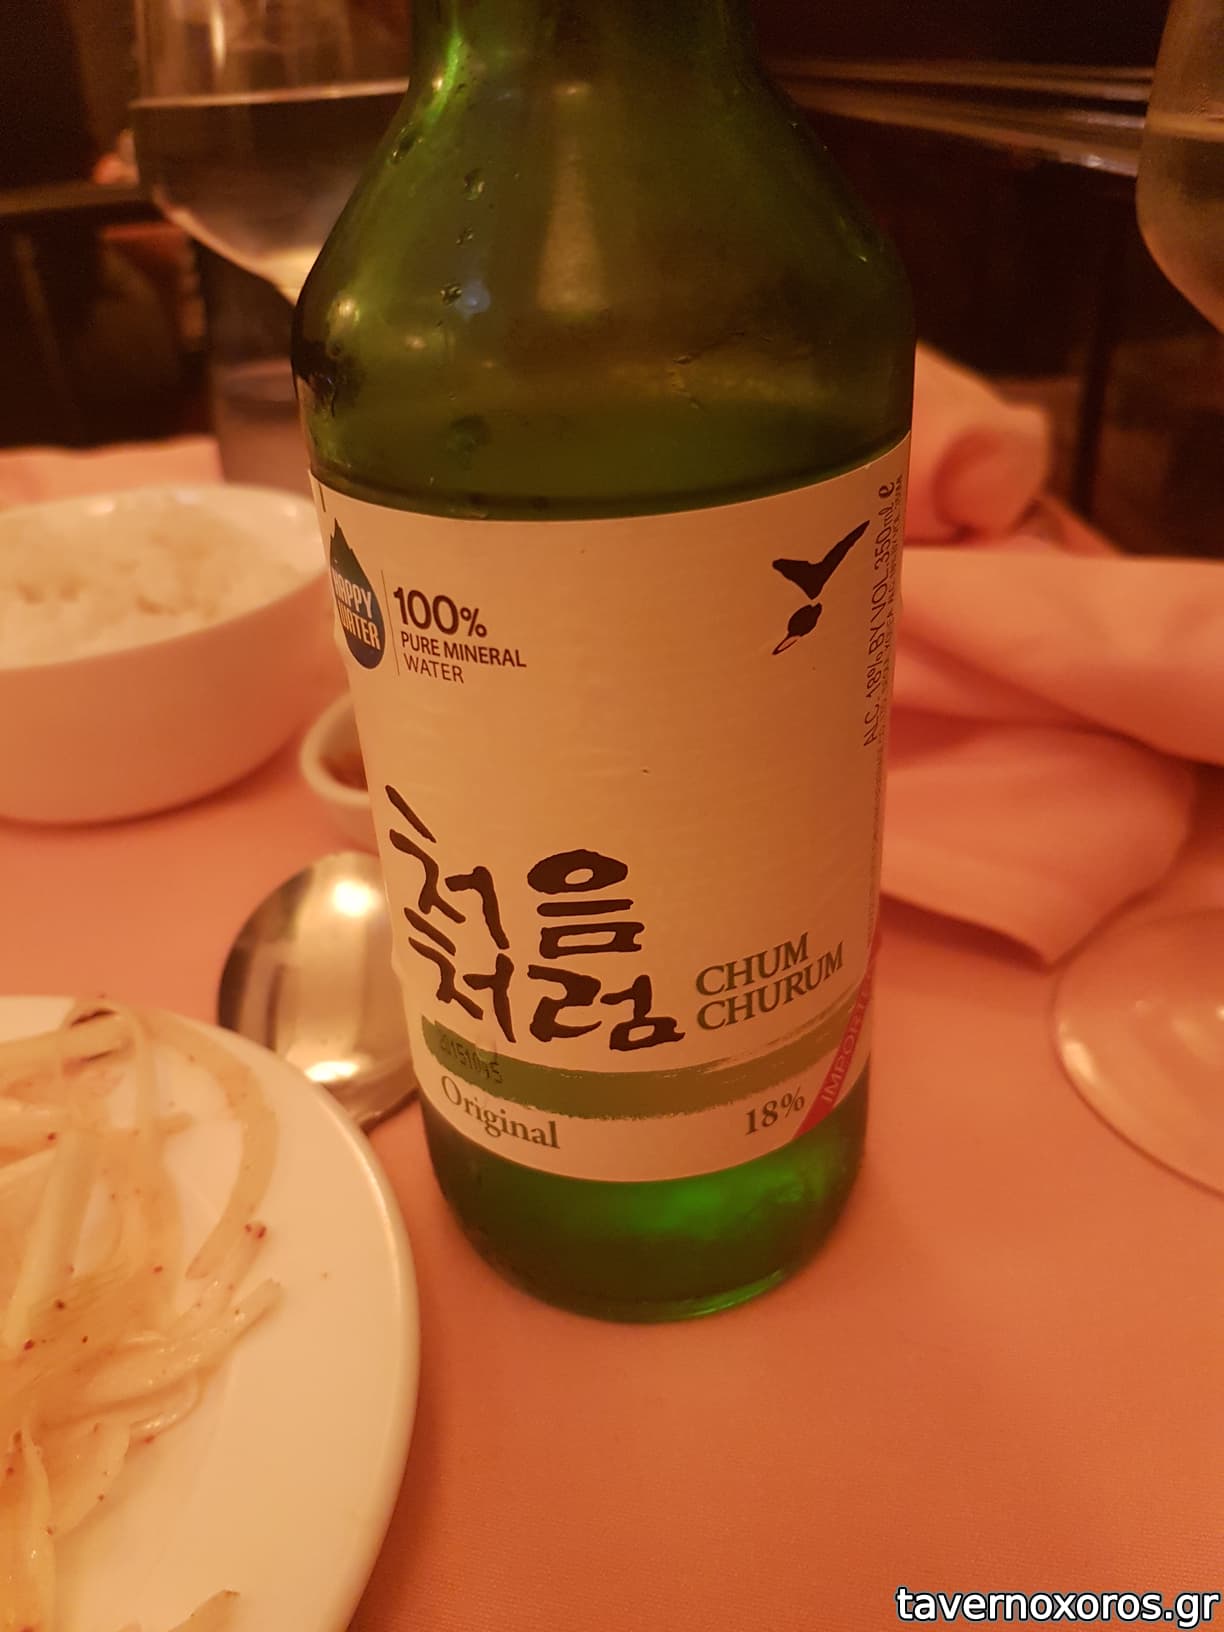 HAPPY
WATER
100%
PURE MINERAL
WATER
ALC. 18% BY VOL. 350mL e
처음
처럼
CHUM
CHURUM
Original
18%
tavernoxoros.gr